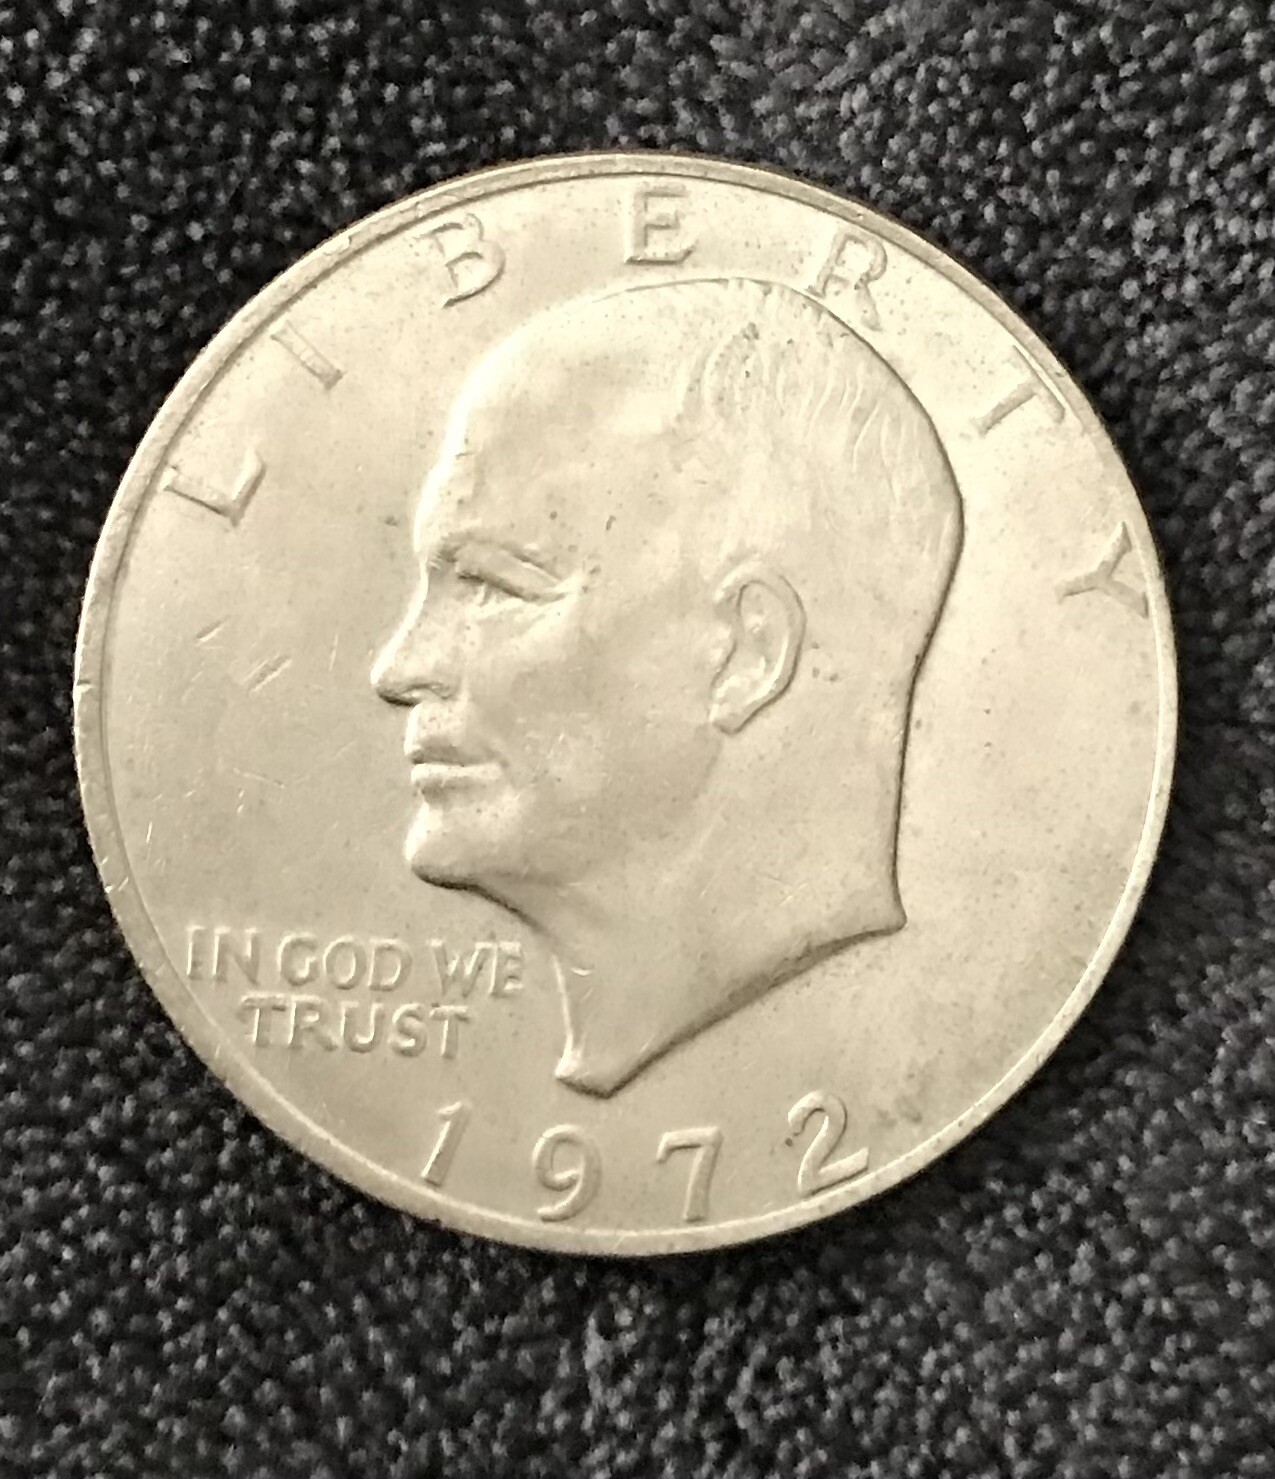 LIBERTY
IN GOD WE
TRUST
1972